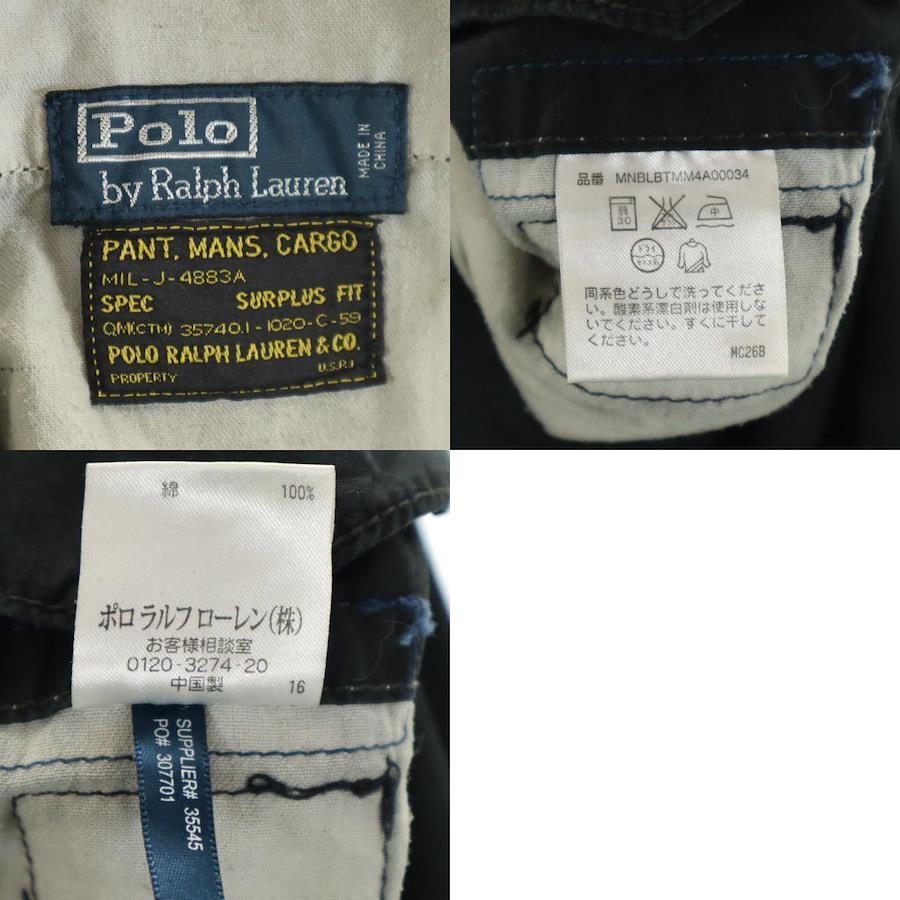 Polo
by Ralph Lauren
MADE IN
CHINA
PANT. MANS. CARGO
MIL-J-4883A
SPEC SURPLUS FIT
QM(CTM) 35740.1-1020-C-59
POLO RALPH LAUREN & CO.
PROPERTY U.S.R.I
品番 MNBLBTMM4A00034
弱
30
中
ドライ
同系色どうしで洗ってくださ
い。酸素系漂白剤は使用しな
いでください。すぐに干して
ください。
MC26B
綿 100%
ポロ ラルフ ローレン(株)
お客様相談室
0120-3274-20
中国製 16
SUPPLIER# 35545
PO# 307701